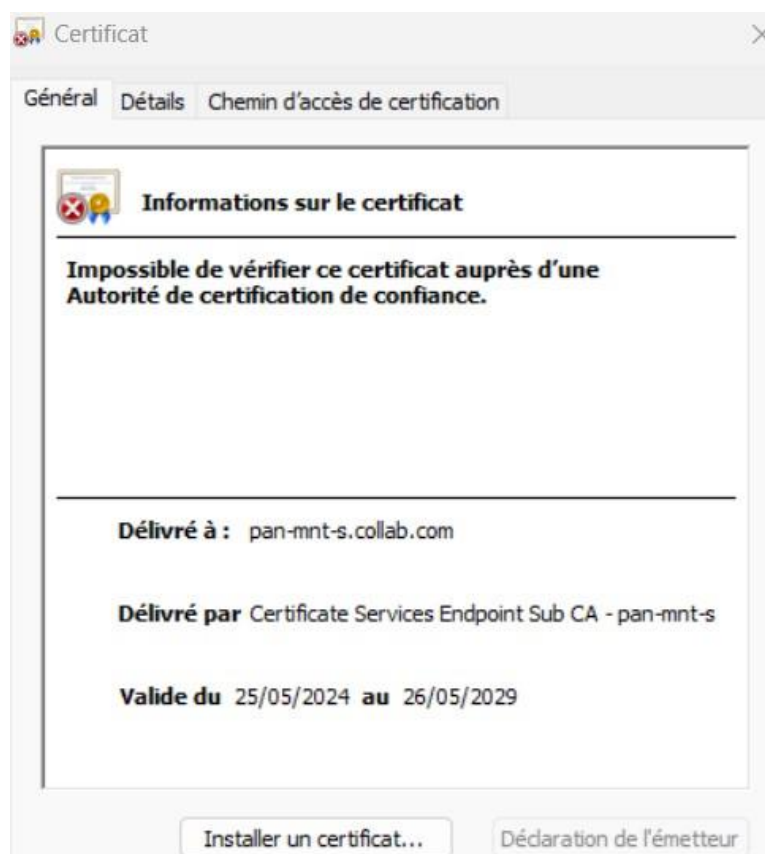 Certificat
Général Détails Chemin d'accès de certification
Informations sur le certificat
Impossible de vérifier ce certificat auprès d'une
Autorité de certification de confiance.
Délivré à : pan-mnt-s.collab.com
Délivré par Certificate Services Endpoint Sub CA - pan-mnt-s
Valide du 25/05/2024 au 26/05/2029
Installer un certificat... Déclaration de l'émetteur